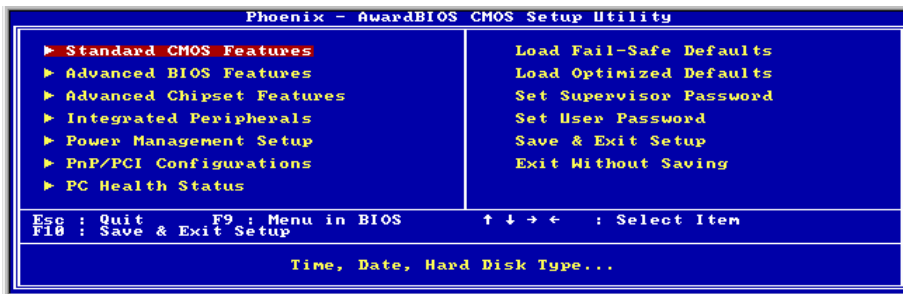 Phoenix - AwardBIOS CMOS Setup Utility
► Standard CMOS Features
► Advanced BIOS Features
► Advanced Chipset Features
► Integrated Peripherals
► Power Management Setup
► PnP/PCI Configurations
► PC Health Status
Load Fail-Safe Defaults
Load Optimized Defaults
Set Supervisor Password
Set User Password
Save & Exit Setup
Exit Without Saving
Esc : Quit F9 : Menu in BIOS ↑ ↓ → ← : Select Item
F10 : Save & Exit Setup
Time, Date, Hard Disk Type...